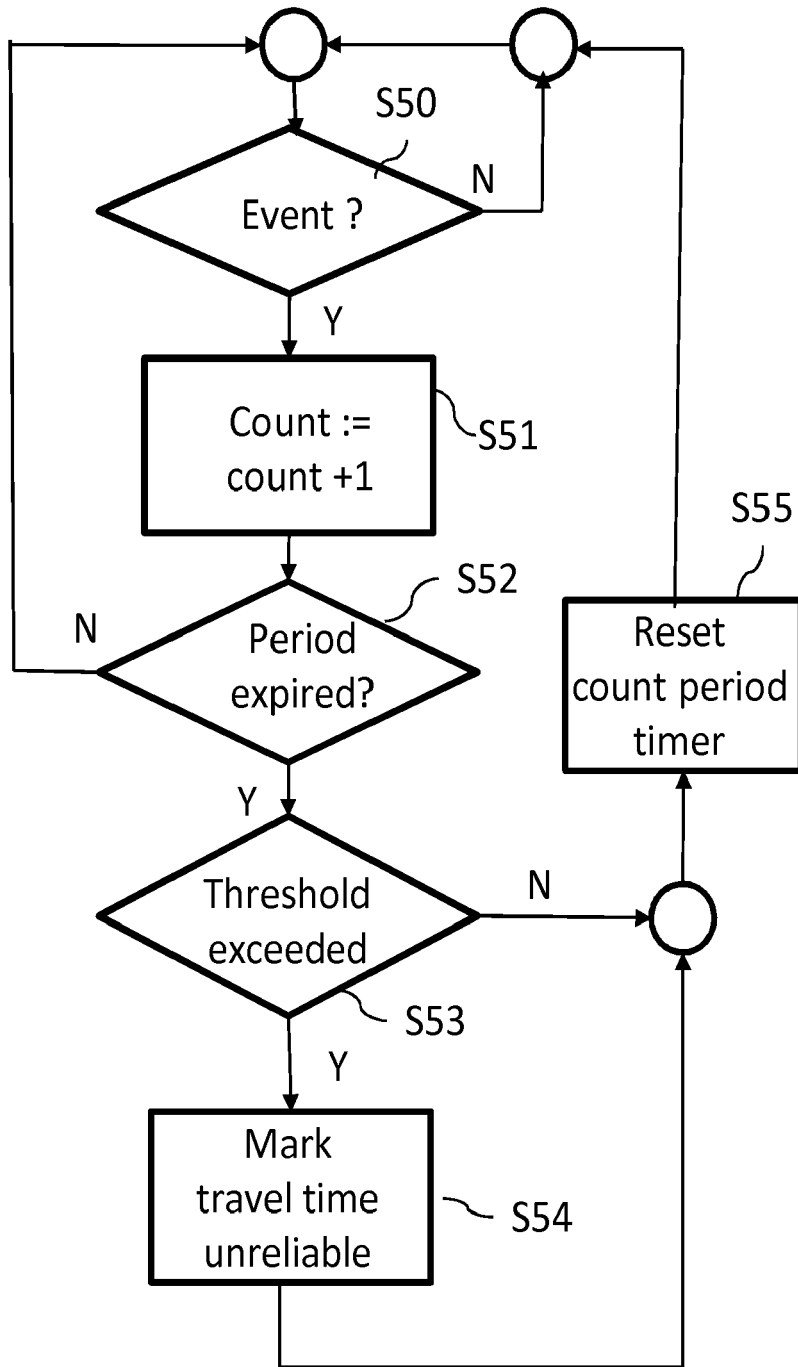 S50
N
Event ?
Y
Count :=
count +1
S51
S52
N
Period
expired?
Y
S55
Reset
count period
timer
Threshold
exceeded
N
S53
Y
Mark
travel time
unreliable
S54